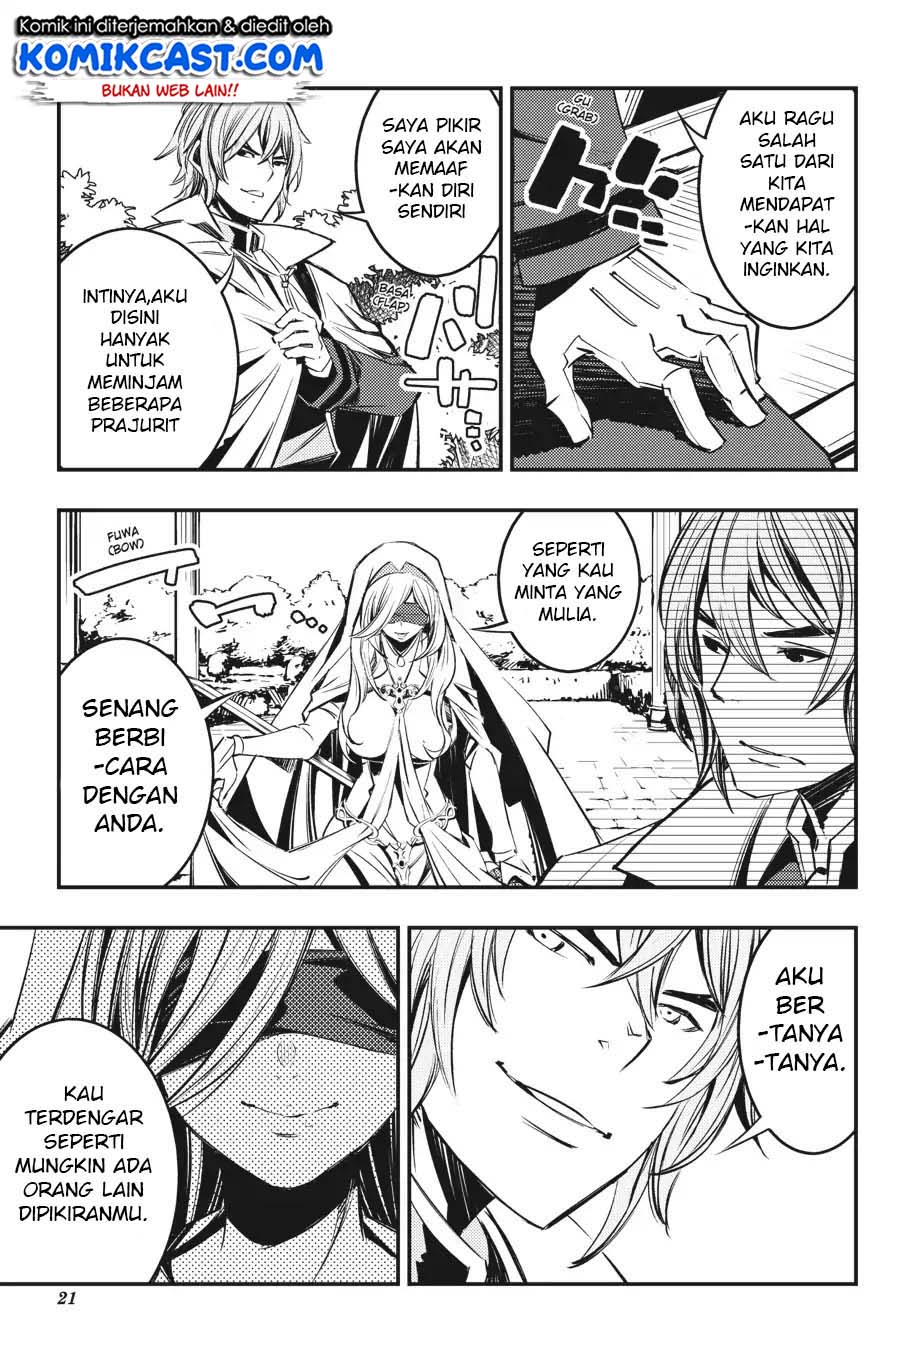 Komik ini diterjemahkan & diedit oleh
KOMIKCAST.COM
BUKAN WEB LAIN!!
AKU RAGU
SALAH
SATU DARI
KITA
MENDAPAT
-KAN HAL
YANG KITA
INGINKAN.
GU
(GRAB)
SAYA PIKIR
SAYA AKAN
MEMAAF
-KAN DIRI
SENDIRI
BASA
(FLAP)
INTINYA,AKU
DISINI
HANYAK
UNTUK
MEMINJAM
BEBERAPA
PRAJURIT
SEPERTI
YANG KAU
MINTA YANG
MULIA.
FUWA
(BOW)
SENANG
BERBI
-CARA
DENGAN
ANDA.
AKU
BER
-TANYA
-TANYA.
KAU
TERDENGAR
SEPERTI
MUNGKIN ADA
ORANG LAIN
DIPIKIRANMU.
21